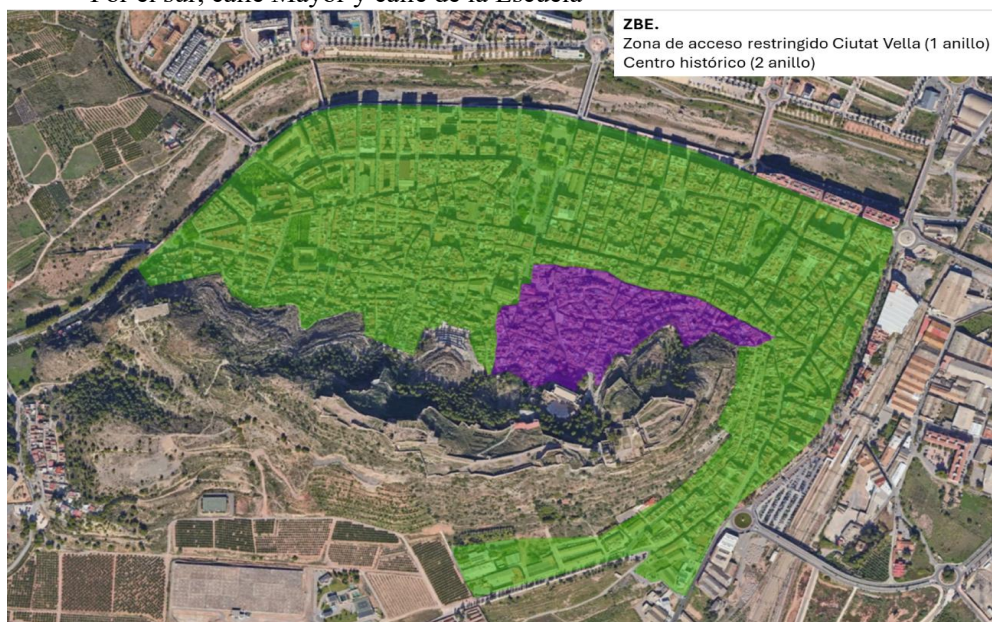 Por el sur, calle Mayor y calle de la Escuela
ZBE.
Zona de acceso restringido Ciutat Vella (1 anillo)
Centro histórico (2 anillo)